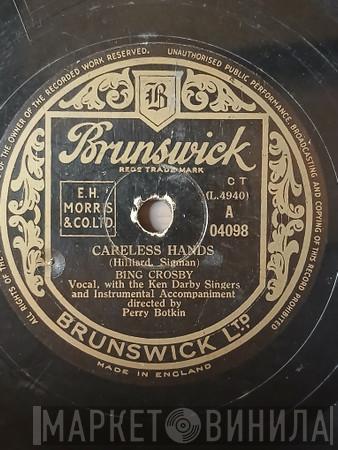 OF THE OWNER OF THE RECORDED WORK RESERVED. UNAUTHORISED PUBLIC PERFORMANCE, BROADCASTING AND COPYING OF THIS RECORD PROHIBITED
ALL RIGHTS OF THE
B
Brunswick
REGD TRADE MARK
E.H.
MORRIS
& CO. LTD.
C T
(L.4940)
A
04098
CARELESS HANDS
(Hilliard, Sigman)
BING CROSBY
Vocal, with the Ken Darby Singers
and Instrumental Accompaniment
directed by
Perry Botkin
BRUNSWICK LTD.
MADE IN ENGLAND
МАРКЕТ ВИНИЛА